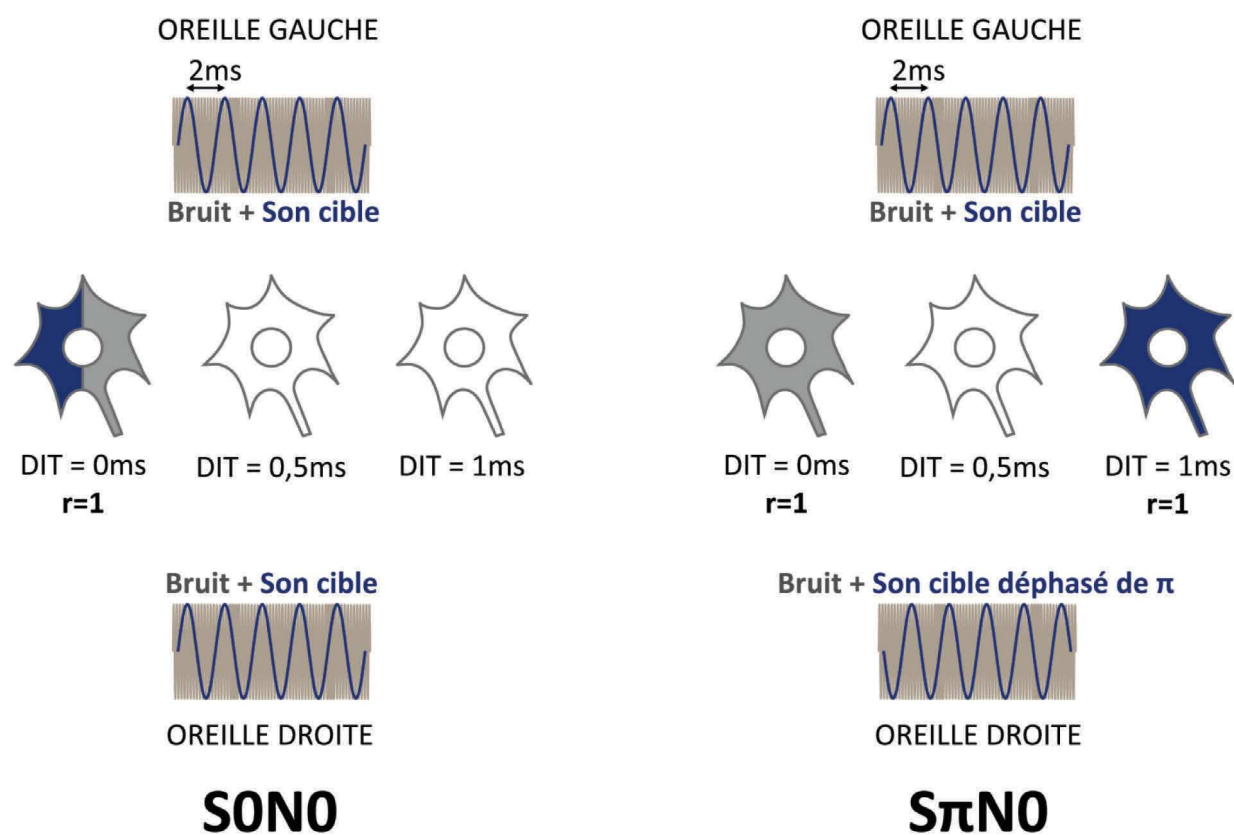 OREILLE GAUCHE
2ms
Bruit + Son cible
DIT = 0ms
r=1
DIT = 0,5ms
DIT = 1ms
Bruit + Son cible
OREILLE DROITE
S0N0
OREILLE GAUCHE
2ms
Bruit + Son cible
DIT = 0ms
r=1
DIT = 0,5ms
DIT = 1ms
r=1
Bruit + Son cible déphasé de π
OREILLE DROITE
SπN0